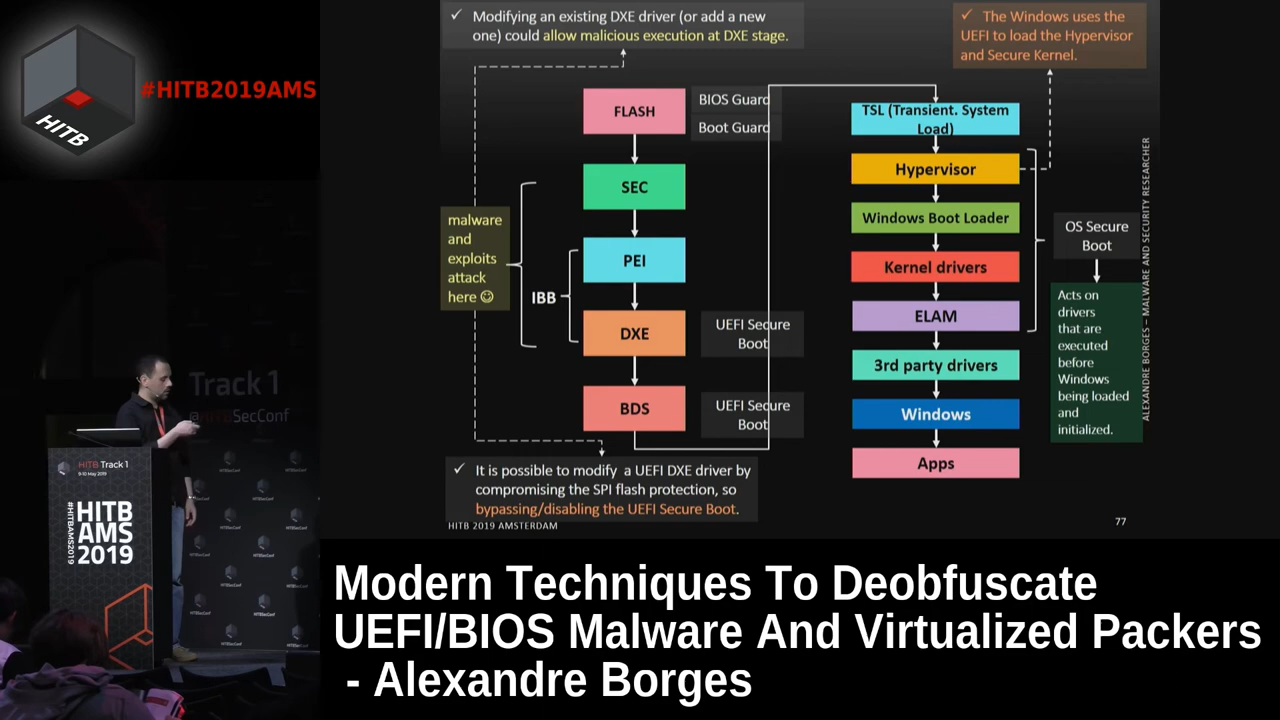 #HITB2019AMS
HITB
✓ Modifying an existing DXE driver (or add a new
one) could allow malicious execution at DXE stage.
✓ The Windows uses the
UEFI to load the Hypervisor
and Secure Kernel.
FLASH
BIOS Guard
Boot Guard
SEC
PEI
DXE
BDS
IBB
malware
and
exploits
attack
here ☺
UEFI Secure
Boot
UEFI Secure
Boot
TSL (Transient. System
Load)
Hypervisor
Windows Boot Loader
Kernel drivers
ELAM
3rd party drivers
Windows
Apps
OS Secure
Boot
Acts on
drivers
that are
executed
before
Windows
being loaded
and
initialized.
ALEXANDRE BORGES – MALWARE AND SECURITY RESEARCHER
✓ It is possible to modify a UEFI DXE driver by
compromising the SPI flash protection, so
bypassing/disabling the UEFI Secure Boot.
HITB 2019 AMSTERDAM
77
Track 1
@HITBSecConf
HITB Track 1
9-10 May 2019
#HITBAMS2019
HITB
AMS
2019
Modern Techniques To Deobfuscate
UEFI/BIOS Malware And Virtualized Packers
- Alexandre Borges